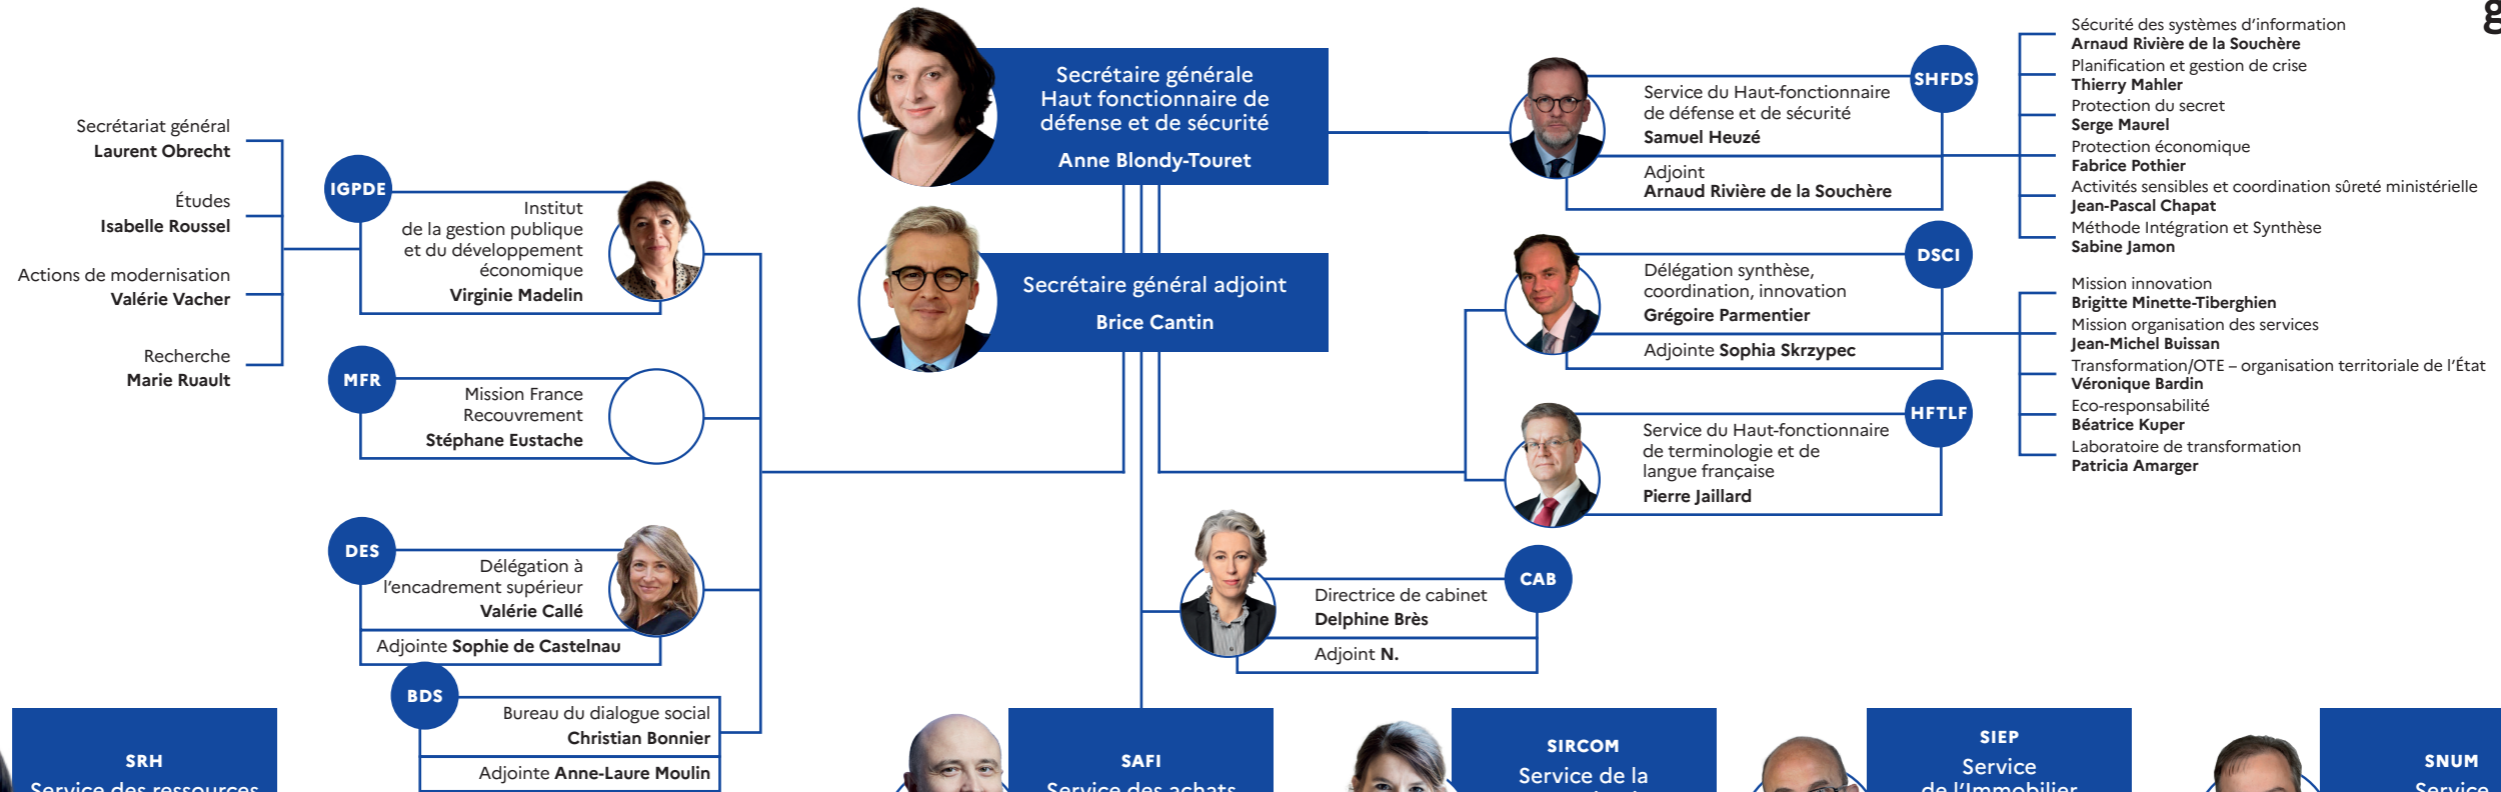 g
Secrétaire générale
Haut fonctionnaire de
défense et de sécurité
Anne Blondy-Touret
Secrétaire général adjoint
Brice Cantin
Secrétariat général
Laurent Obrecht
Études
Isabelle Roussel
Actions de modernisation
Valérie Vacher
Recherche
Marie Ruault
IGPDE
Institut
de la gestion publique
et du développement
économique
Virginie Madelin
MFR
Mission France
Recouvrement
Stéphane Eustache
DES
Délégation à
l’encadrement supérieur
Valérie Callé
Adjointe Sophie de Castelnau
BDS
Bureau du dialogue social
Christian Bonnier
Adjointe Anne-Laure Moulin
SHFDS
Service du Haut-fonctionnaire
de défense et de sécurité
Samuel Heuzé
Adjoint
Arnaud Rivière de la Souchère
Sécurité des systèmes d’information
Arnaud Rivière de la Souchère
Planification et gestion de crise
Thierry Mahler
Protection du secret
Serge Maurel
Protection économique
Fabrice Pothier
Activités sensibles et coordination sûreté ministérielle
Jean-Pascal Chapat
Méthode Intégration et Synthèse
Sabine Jamon
DSCI
Délégation synthèse,
coordination, innovation
Grégoire Parmentier
Adjointe Sophia Skrzypec
Mission innovation
Brigitte Minette-Tiberghien
Mission organisation des services
Jean-Michel Buissan
Transformation/OTE – organisation territoriale de l’État
Véronique Bardin
Eco-responsabilité
Béatrice Kuper
Laboratoire de transformation
Patricia Amarger
HFTLF
Service du Haut-fonctionnaire
de terminologie et de
langue française
Pierre Jaillard
CAB
Directrice de cabinet
Delphine Brès
Adjoint N.
SRH
Service des ressources
SAFI
Service des achats
SIRCOM
Service de la
SIEP
Service
de l’Immobilier
SNUM
Service